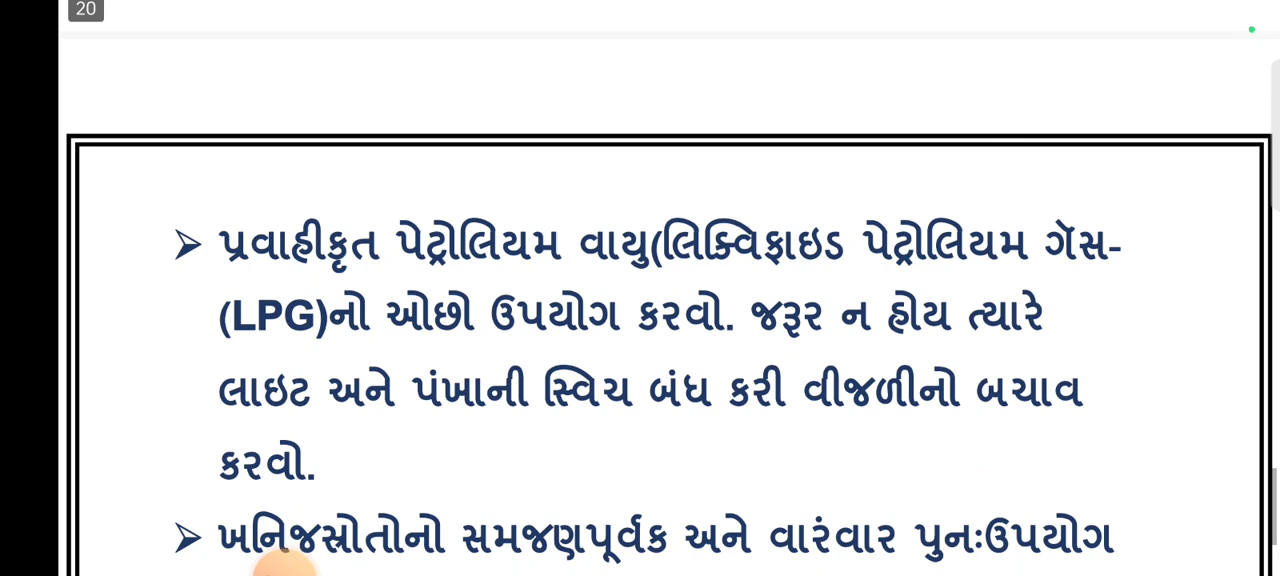 20
➢ પ્રવાહીકૃત પેટ્રોલિયમ વાયુ(લિક્વિફાઇડ પેટ્રોલિયમ ગૅસ-
(LPG)નો ઓછો ઉપયોગ કરવો. જરૂર ન હોય ત્યારે
લાઇટ અને પંખાની સ્વિચ બંધ કરી વીજળીનો બચાવ
કરવો.
➢ ખનિજસ્રોતોનો સમજણપૂર્વક અને વારંવાર પુનઃઉપયોગ